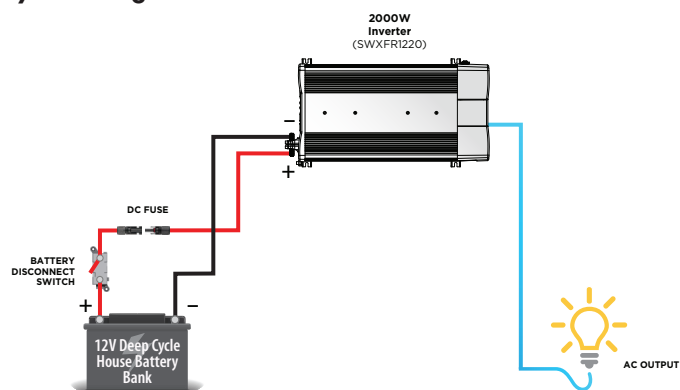 2000W
Inverter
(SWXFR1220)
−
+
DC FUSE
BATTERY
DISCONNECT
SWITCH
+ −
12V Deep Cycle
House Battery
Bank
AC OUTPUT